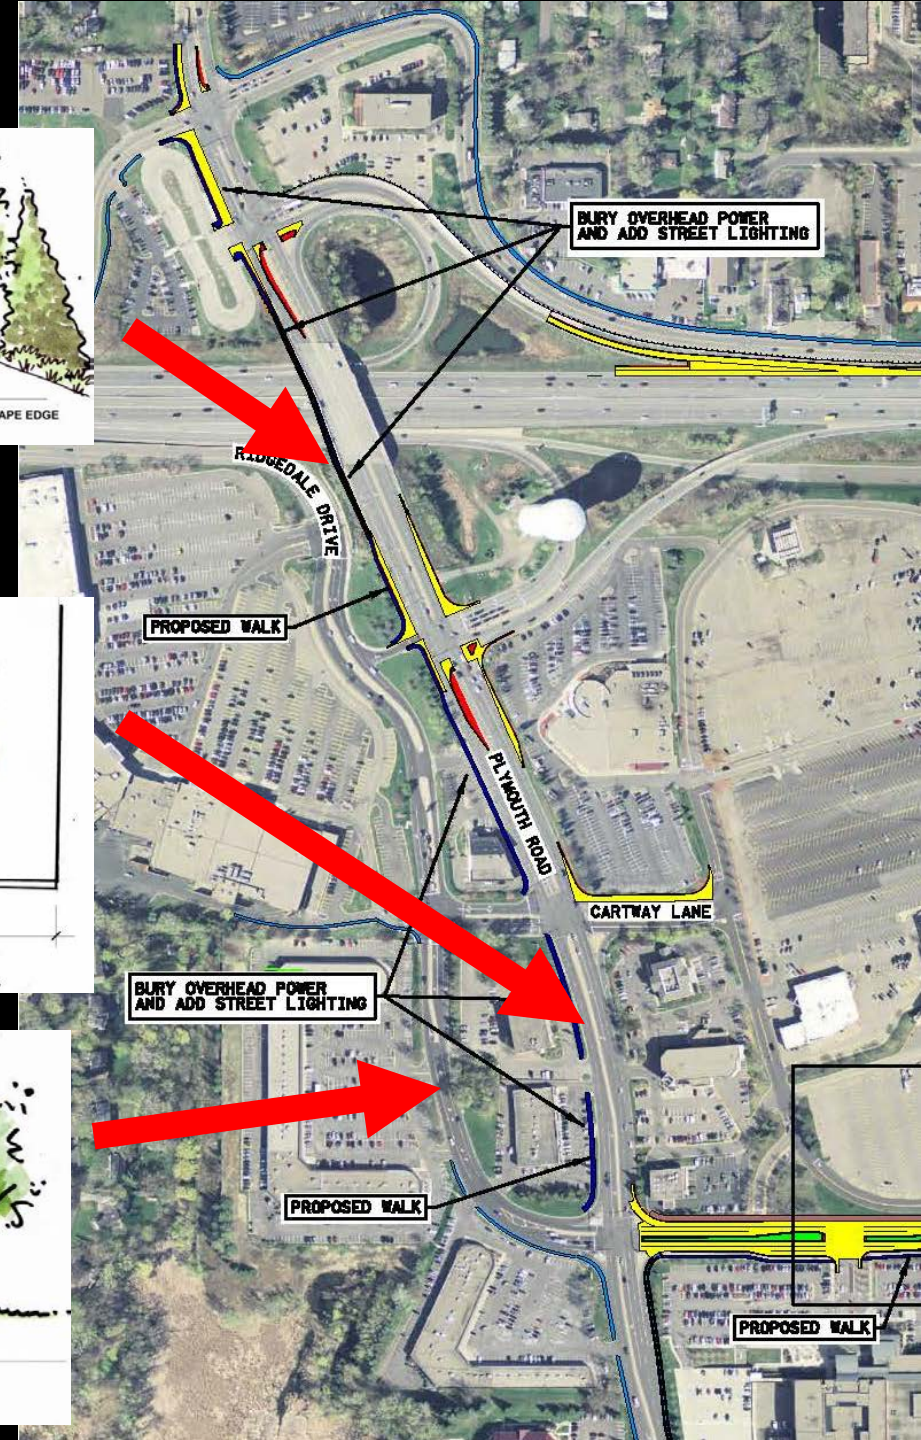 BURY OVERHEAD POWER
AND ADD STREET LIGHTING
APE EDGE
RIDGEDALE DRIVE
PROPOSED WALK
PLYMOUTH ROAD
CARTWAY LANE
BURY OVERHEAD POWER
AND ADD STREET LIGHTING
PROPOSED WALK
PROPOSED WALK